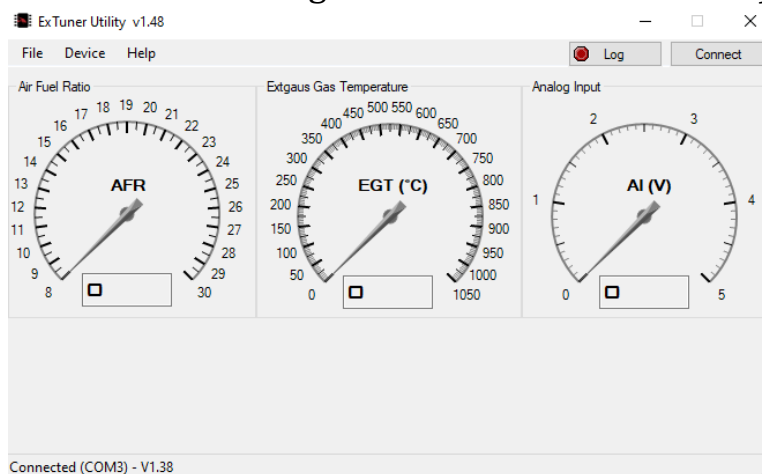 ExTuner Utility v1.48
File Device Help
Log Connect
Air Fuel Ratio
8 9 10 11 12 13 14 15 16 17 18 19 20 21 22 23 24 25 26 27 28 29 30
AFR
0
Extgaus Gas Temperature
0 50 100 150 200 250 300 350 400 450 500 550 600 650 700 750 800 850 900 950 1000 1050
EGT (°C)
0
Analog Input
0 1 2 3 4 5
AI (V)
0
Connected (COM3) - V1.38